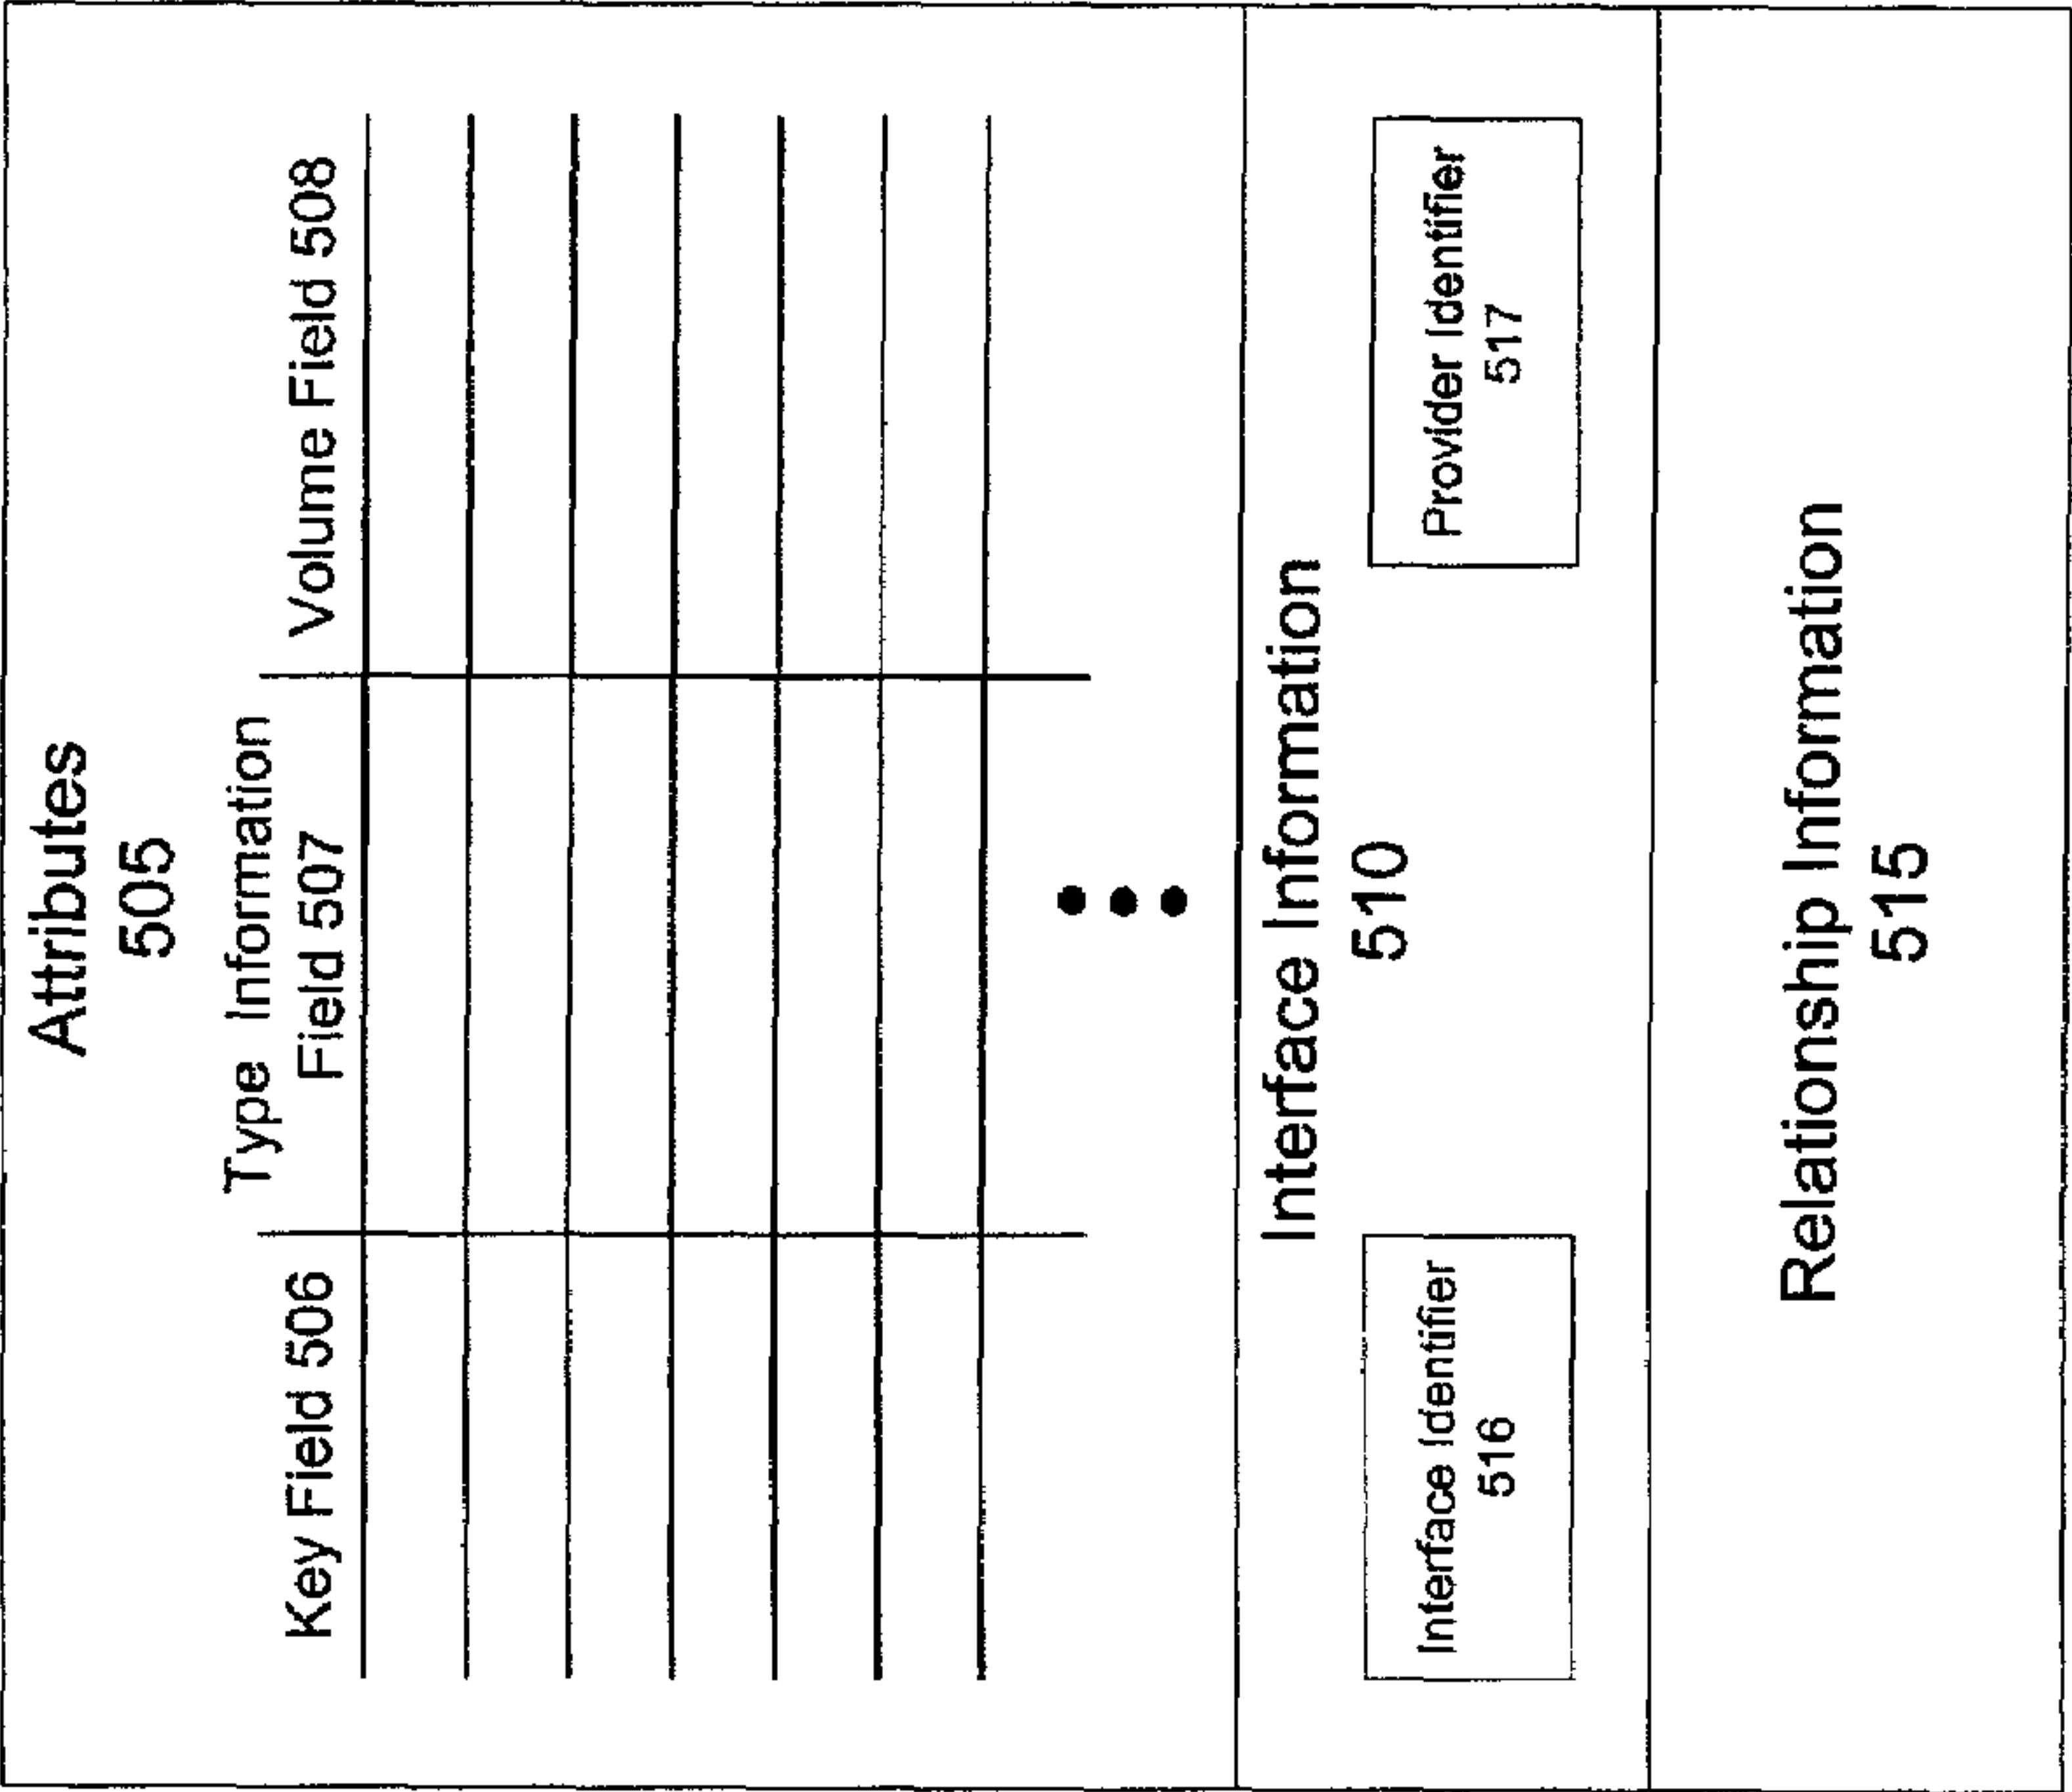 Attributes
505
Key Field 506
Type Information
Field 507
Volume Field 508
Interface Information
510
Interface Identifier
516
Provider Identifier
517
Relationship Information
515